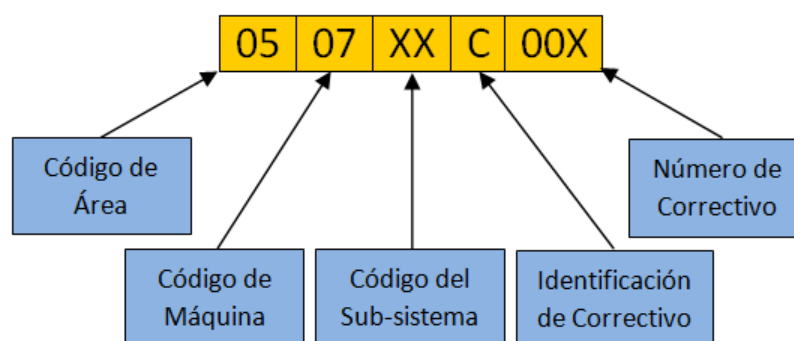 05 07 XX C 00X
Código de
Área
Número de
Correctivo
Código de
Máquina
Código del
Sub-sistema
Identificación
de Correctivo